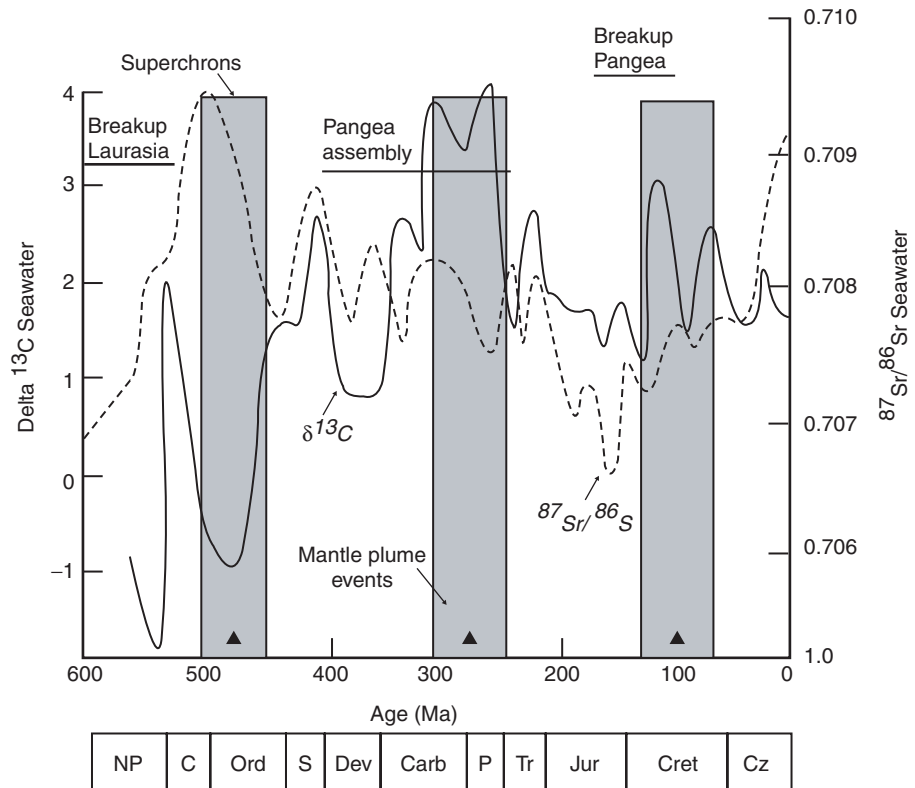 0.710
Breakup
Pangea
Superchrons
4
Breakup
Laurasia
Pangea
assembly
0.709
3
Delta ¹³C Seawater
2
0.708
⁸⁷Sr/⁸⁶Sr Seawater
1
δ¹³C
0.707
0
⁸⁷Sr/⁸⁶S
Mantle plume
events
0.706
–1
1.0
600 500 400 300 200 100 0
Age (Ma)
NP C Ord S Dev Carb P Tr Jur Cret Cz